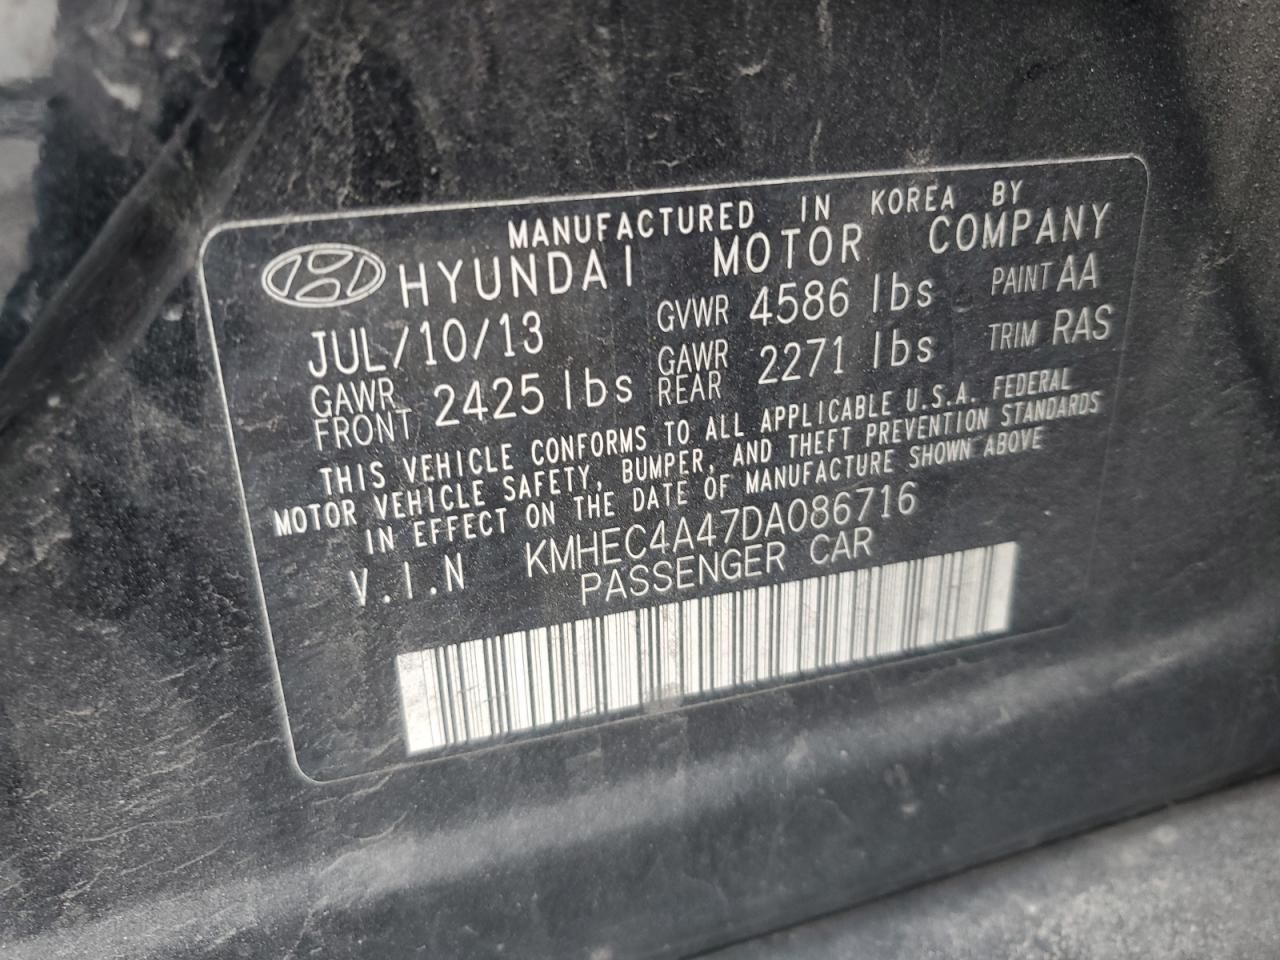 MANUFACTURED IN KOREA BY
HYUNDAI MOTOR COMPANY
JUL/10/13 GVWR 4586 lbs PAINT AA
GAWR FRONT 2425 lbs GAWR REAR 2271 lbs TRIM RAS
THIS VEHICLE CONFORMS TO ALL APPLICABLE U.S.A. FEDERAL
MOTOR VEHICLE SAFETY, BUMPER, AND THEFT PREVENTION STANDARDS
IN EFFECT ON THE DATE OF MANUFACTURE SHOWN ABOVE
V.I.N KMHEC4A47DA086716
PASSENGER CAR